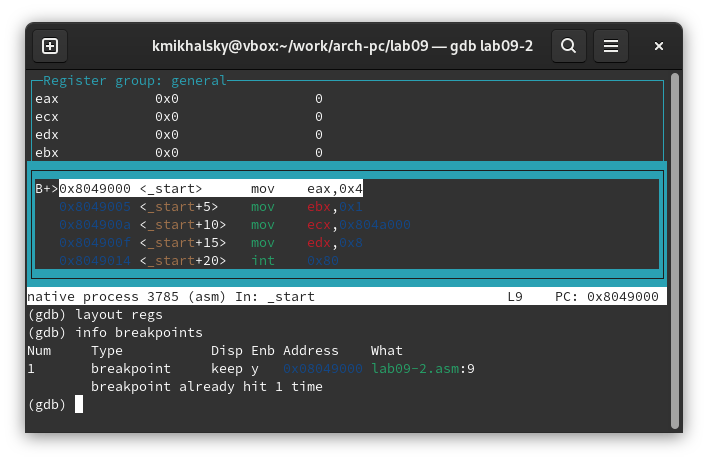 kmikhalsky@vbox:~/work/arch-pc/lab09 — gdb lab09-2
Register group: general
eax 0x0 0
ecx 0x0 0
edx 0x0 0
ebx 0x0 0
B+>0x8049000 <_start> mov eax,0x4
0x8049005 <_start+5> mov ebx,0x1
0x804900a <_start+10> mov ecx,0x804a000
0x804900f <_start+15> mov edx,0x8
0x8049014 <_start+20> int 0x80
native process 3785 (asm) In: _start L9 PC: 0x8049000
(gdb) layout regs
(gdb) info breakpoints
Num Type Disp Enb Address What
1 breakpoint keep y 0x08049000 lab09-2.asm:9
breakpoint already hit 1 time
(gdb)